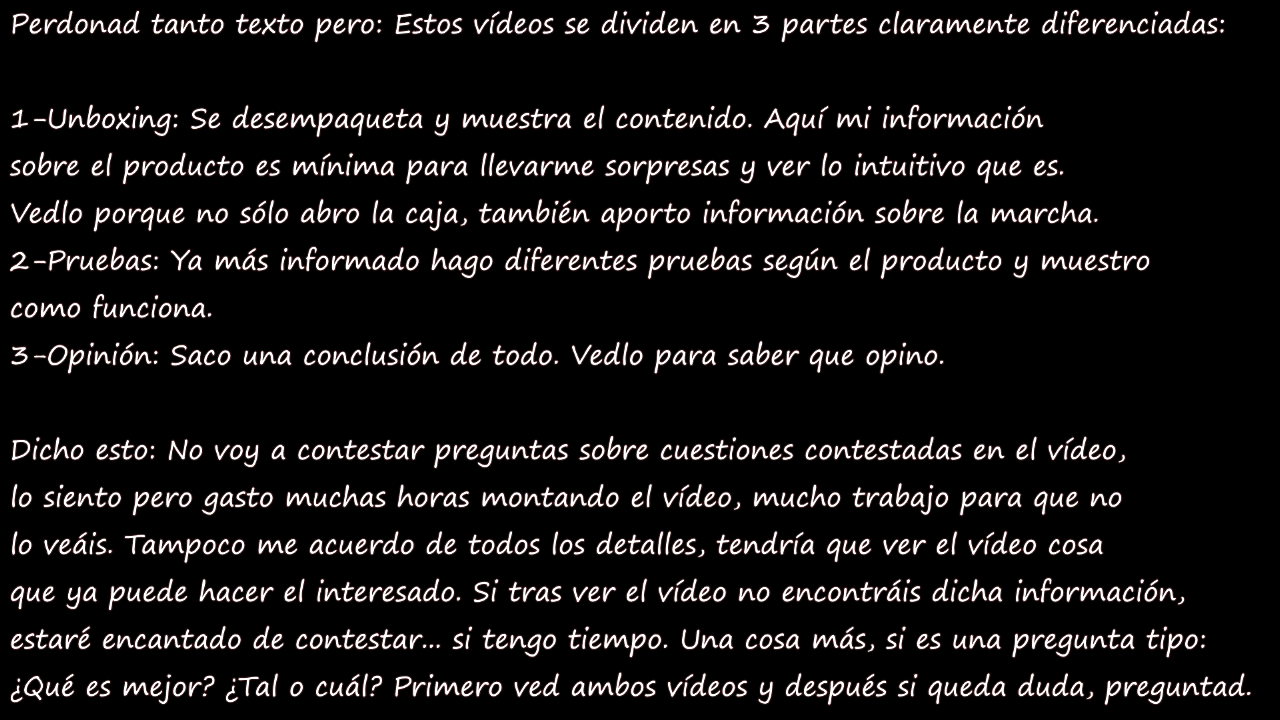 Perdonad tanto texto pero: Estos vídeos se dividen en 3 partes claramente diferenciadas:
1-Unboxing: Se desempaqueta y muestra el contenido. Aquí mi información
sobre el producto es mínima para llevarme sorpresas y ver lo intuitivo que es.
Vedlo porque no sólo abro la caja, también aporto información sobre la marcha.
2-Pruebas: Ya más informado hago diferentes pruebas según el producto y muestro
como funciona.
3-Opinión: Saco una conclusión de todo. Vedlo para saber que opino.
Dicho esto: No voy a contestar preguntas sobre cuestiones contestadas en el vídeo,
lo siento pero gasto muchas horas montando el vídeo, mucho trabajo para que no
lo veáis. Tampoco me acuerdo de todos los detalles, tendría que ver el vídeo cosa
que ya puede hacer el interesado. Si tras ver el vídeo no encontráis dicha información,
estaré encantado de contestar... si tengo tiempo. Una cosa más, si es una pregunta tipo:
¿Qué es mejor? ¿Tal o cuál? Primero ved ambos vídeos y después si queda duda, preguntad.